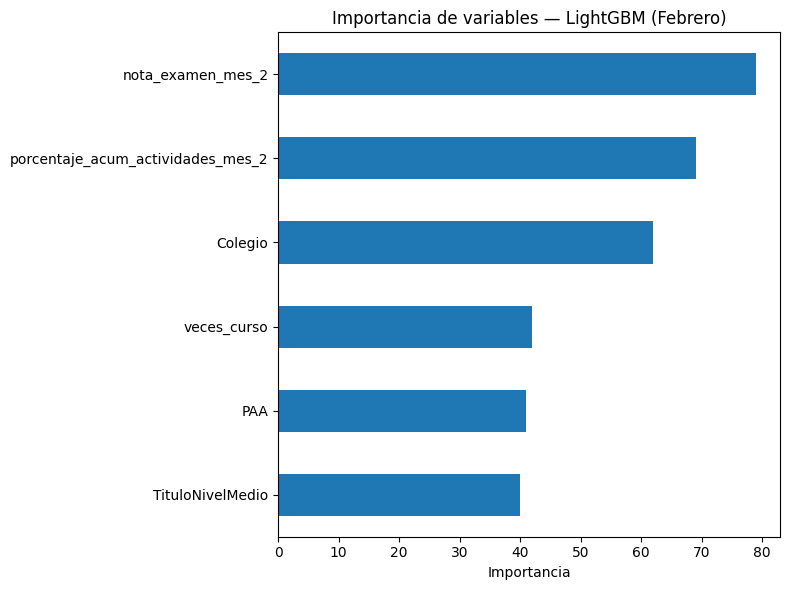 Importancia de variables — LightGBM (Febrero)
nota_examen_mes_2
porcentaje_acum_actividades_mes_2
Colegio
veces_curso
PAA
TituloNivelMedio
0 10 20 30 40 50 60 70 80
Importancia